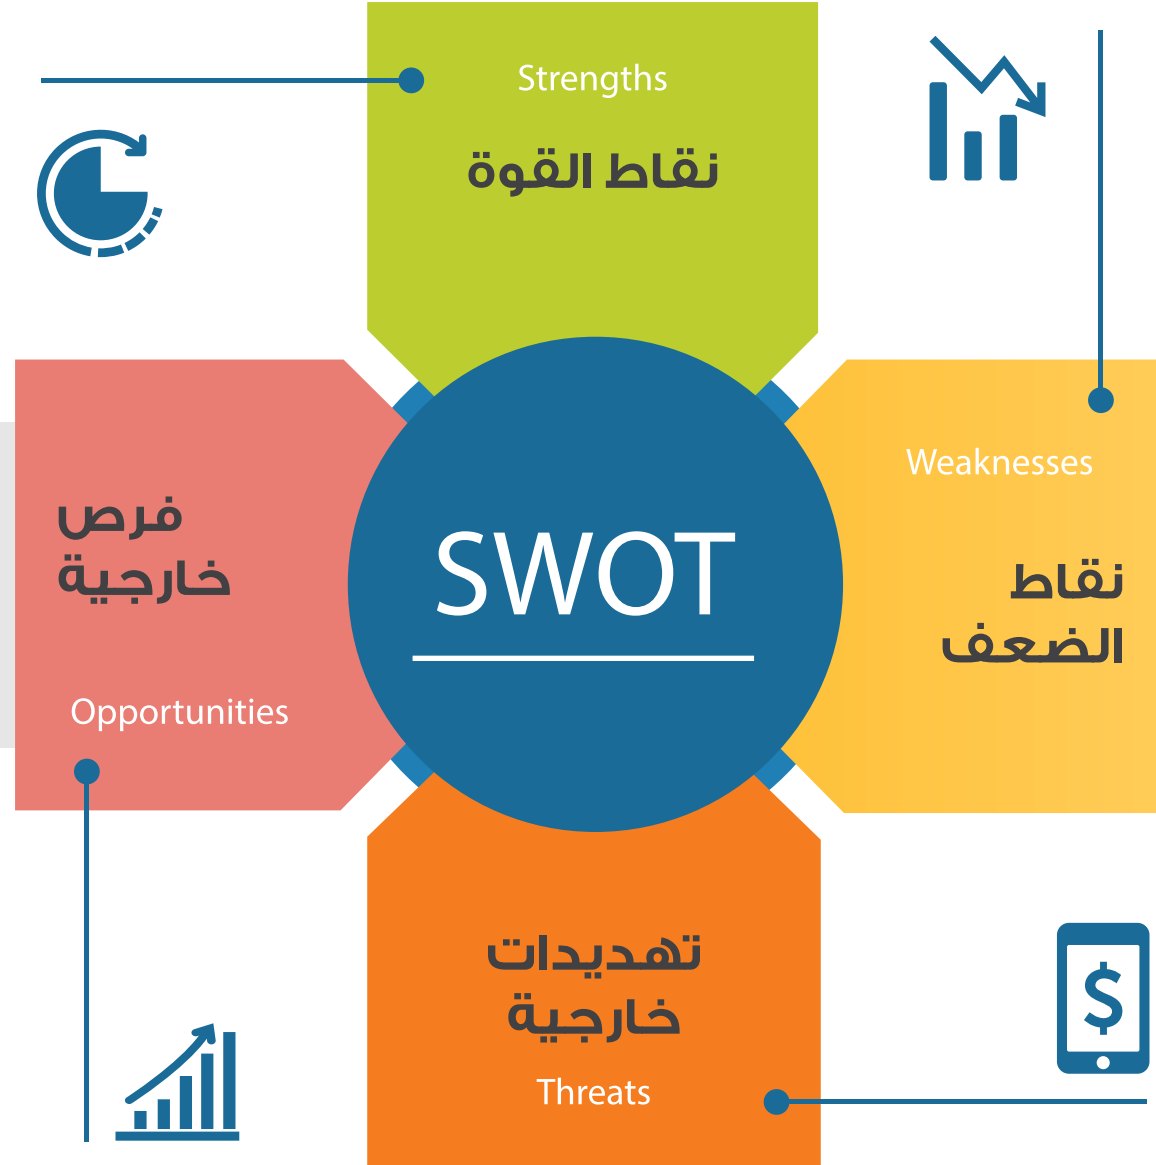 Strengths
نقاط القوة
Weaknesses
نقاط
الضعف
SWOT
فرص
خارجية
Opportunities
تهديدات
خارجية
Threats
$